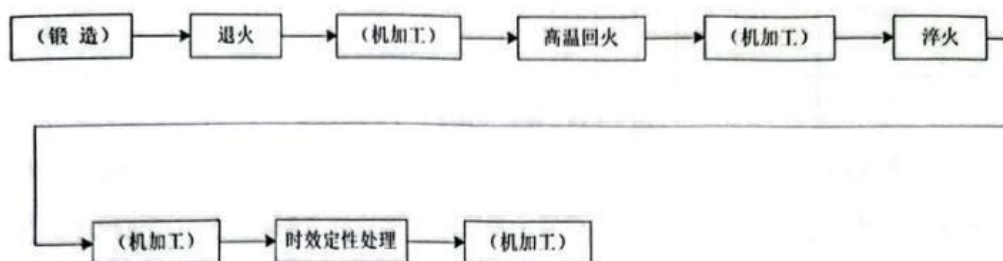 （锻 造） 退火 （机加工） 高温回火 （机加工） 淬火
（机加工） 时效定性处理 （机加工）